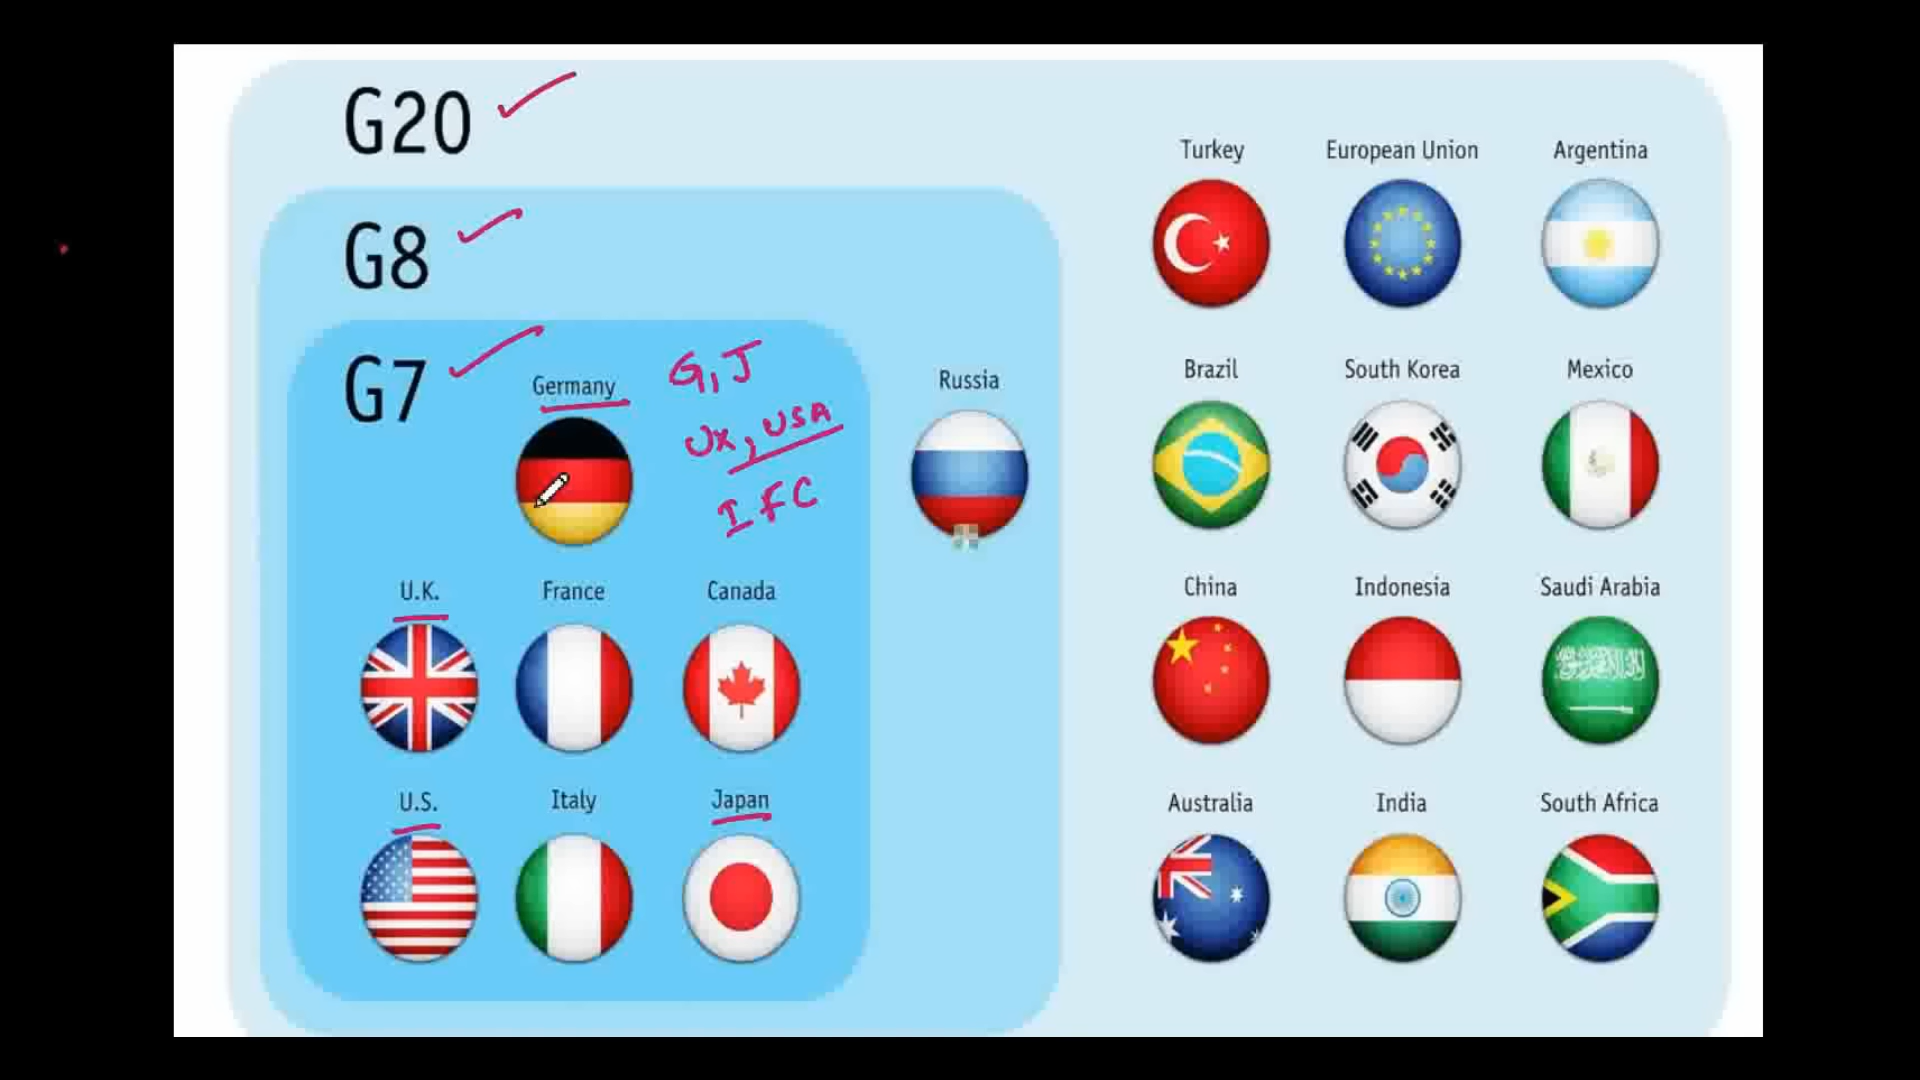 G20
G8
G7
Germany
G, J
UK, USA
I F C
Russia
U.K.
France
Canada
U.S.
Italy
Japan
Turkey
European Union
Argentina
Brazil
South Korea
Mexico
China
Indonesia
Saudi Arabia
Australia
India
South Africa